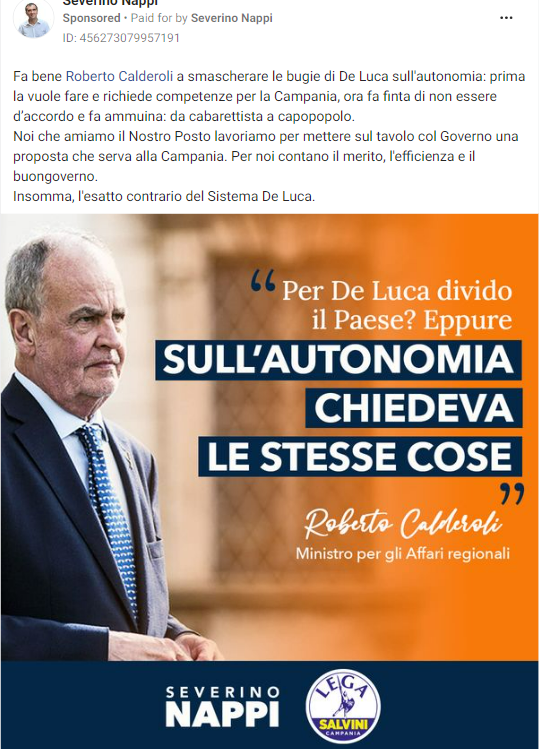 Severino Nappi
Sponsored • Paid for by Severino Nappi
ID: 456273079957191
Fa bene Roberto Calderoli a smascherare le bugie di De Luca sull'autonomia: prima
la vuole fare e richiede competenze per la Campania, ora fa finta di non essere
d'accordo e fa ammuina: da cabarettista a capopopolo.
Noi che amiamo il Nostro Posto lavoriamo per mettere sul tavolo col Governo una
proposta che serva alla Campania. Per noi contano il merito, l'efficienza e il
buongoverno.
Insomma, l'esatto contrario del Sistema De Luca.
“Per De Luca divido
il Paese? Eppure
SULL'AUTONOMIA
CHIEDEVA
LE STESSE COSE
”
Roberto Calderoli
Ministro per gli Affari regionali
SEVERINO
NAPPI
LEGA
SALVINI
CAMPANIA